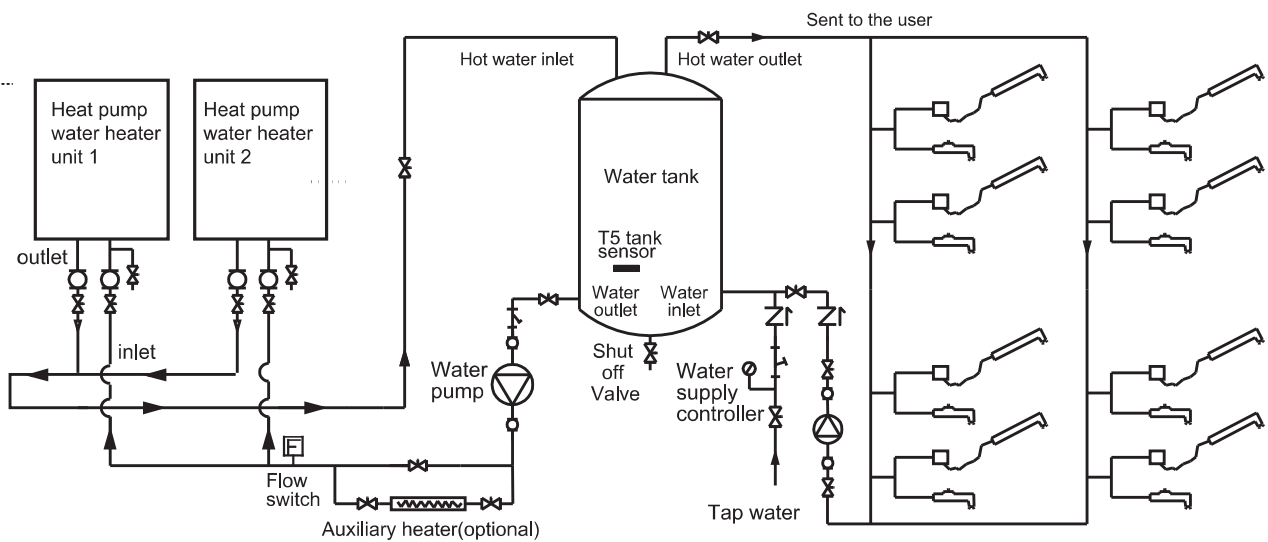 Sent to the user
Hot water inlet
Hot water outlet
Heat pump
water heater
unit 1
Heat pump
water heater
unit 2
Water tank
T5 tank
sensor
outlet
Water
outlet
Water
inlet
inlet
Water
pump
Shut
off
Valve
Water
supply
controller
F
Flow
switch
Tap water
Auxiliary heater(optional)